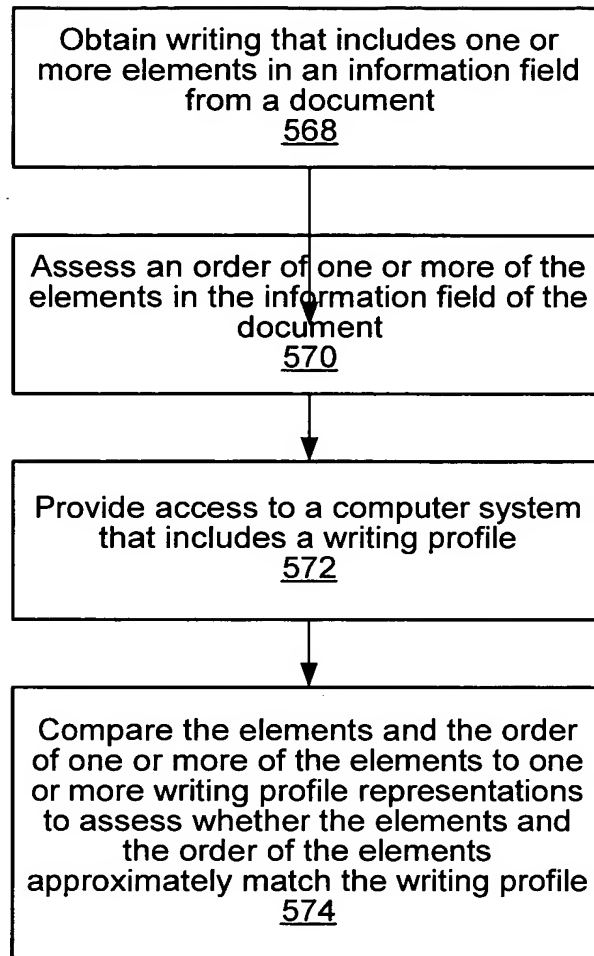 Obtain writing that includes one or
more elements in an information field
from a document
568
Assess an order of one or more of the
elements in the information field of the
document
570
Provide access to a computer system
that includes a writing profile
572
Compare the elements and the order
of one or more of the elements to one
or more writing profile representations
to assess whether the elements and
the order of the elements
approximately match the writing profile
574